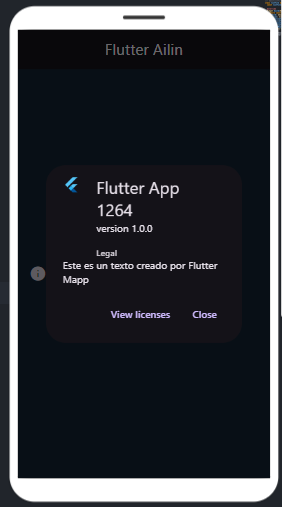 Flutter Ailin
Flutter App
1264
version 1.0.0
Legal
Este es un texto creado por Flutter
Mapp
View licenses
Close